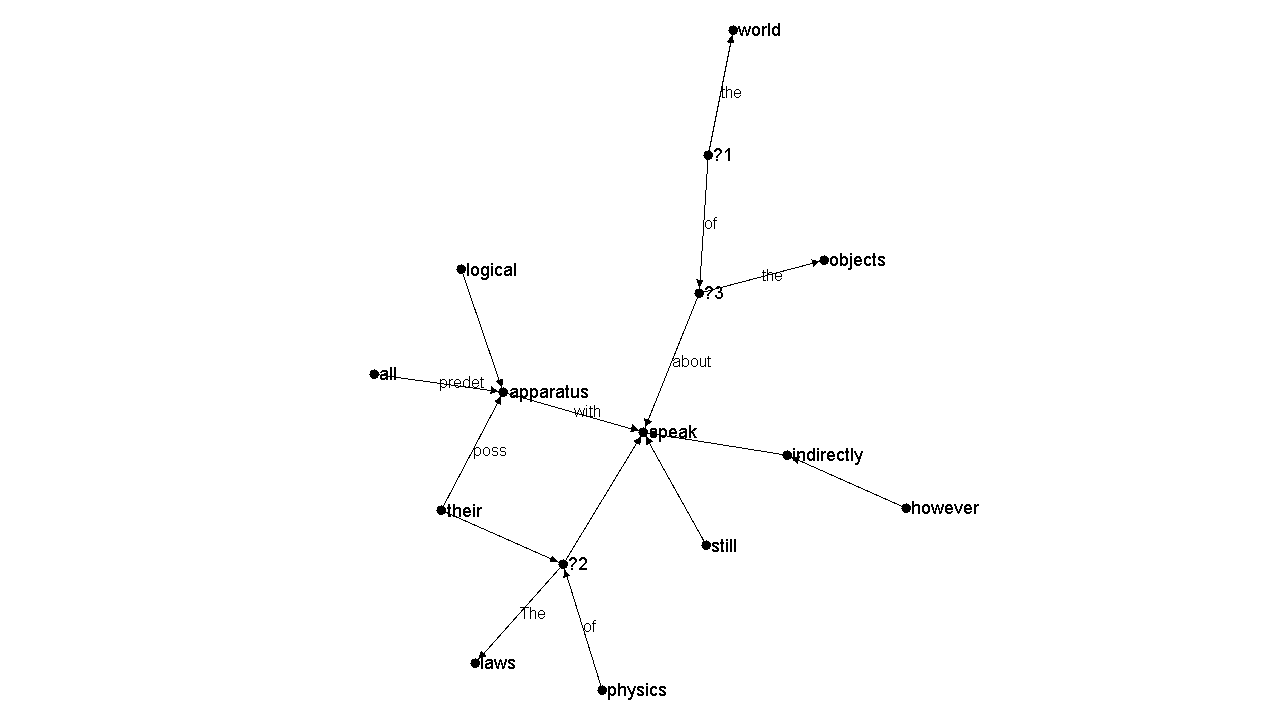 world
the
?1
of
objects
the
?3
logical
about
all
predet
apparatus
with
speak
poss
indirectly
their
however
still
?2
The
of
laws
physics